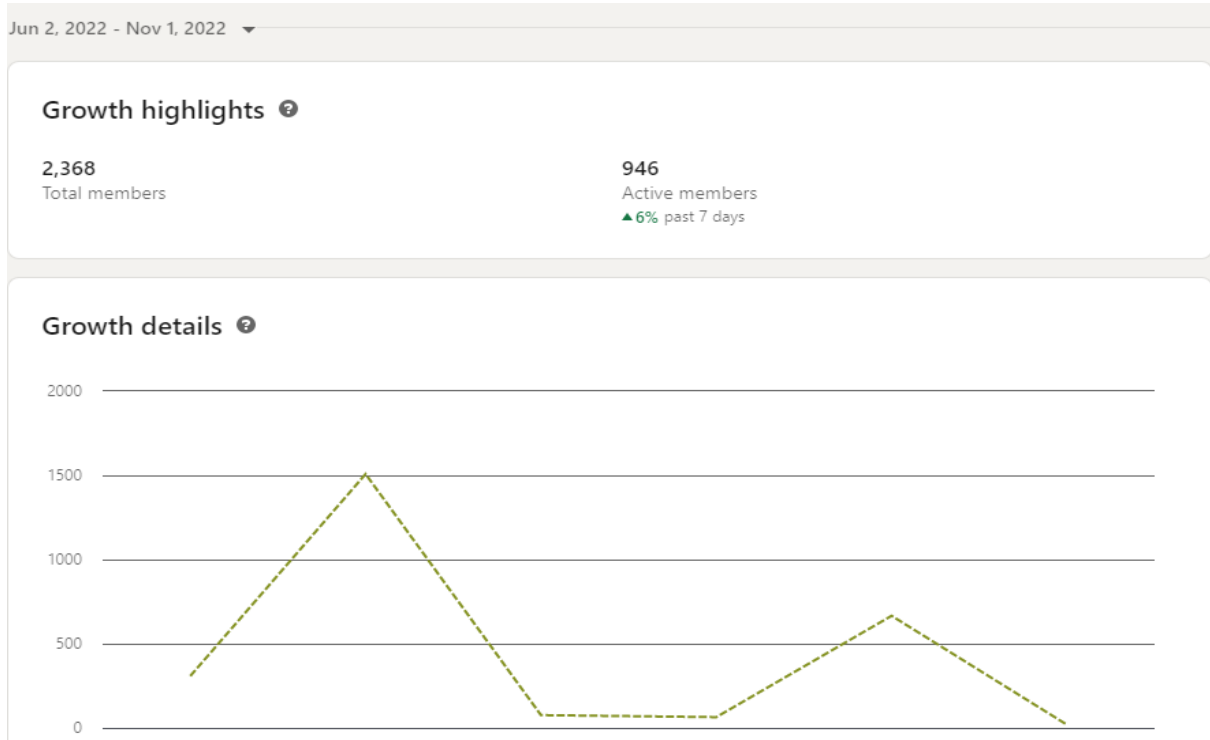 Jun 2, 2022 - Nov 1, 2022
Growth highlights
2,368
Total members
946
Active members
6% past 7 days
Growth details
2000
1500
1000
500
0